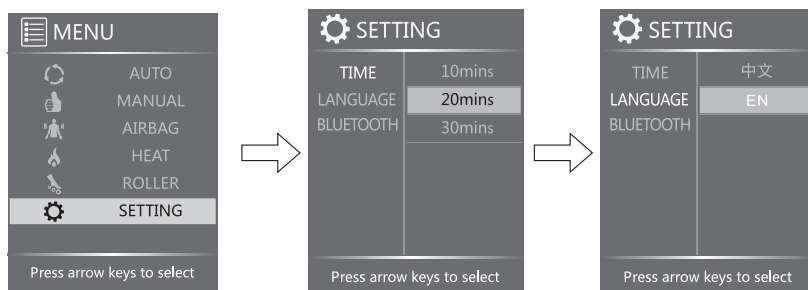 MENU
AUTO
MANUAL
AIRBAG
HEAT
ROLLER
SETTING
Press arrow keys to select
SETTING
TIME 10mins
LANGUAGE 20mins
BLUETOOTH 30mins
Press arrow keys to select
SETTING
TIME 中文
LANGUAGE EN
BLUETOOTH
Press arrow keys to select